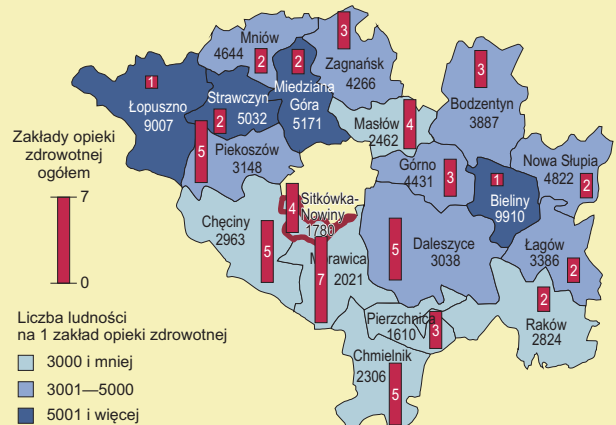 Mniów
4644
2
3
Zagnańsk
4266
2
Miedziana
Góra
5171
1
Łopuszno
9007
Strawczyn
2
5032
3
Bodzentyn
3887
Masłów
2462
4
Zakłady opieki
zdrowotnej
ogółem
7
0
5
Piekoszów
3148
Górno
4431
3
Nowa Słupia
4822
2
1
Bieliny
9910
4
Sitkówka-
Nowiny
1780
Chęciny
2963
5
Daleszyce
3038
5
Łagów
3386
2
Morawica
2021
7
2
Raków
2824
Pierzchnica
1610
3
Chmielnik
2306
5
Liczba ludności
na 1 zakład opieki zdrowotnej
3000 i mniej
3001—5000
5001 i więcej